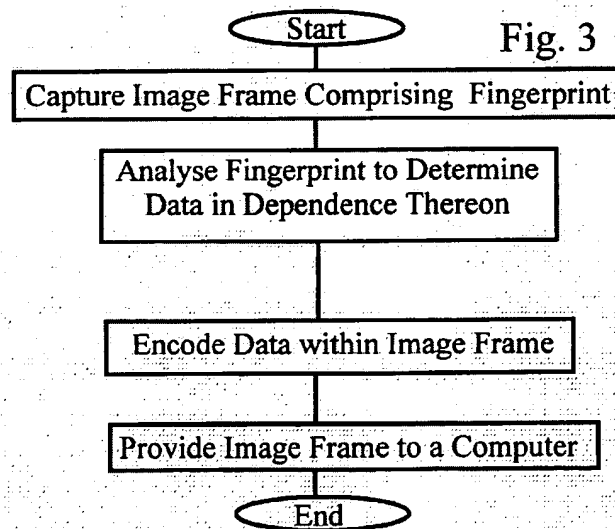 Start
Fig. 3
Capture Image Frame Comprising Fingerprint
Analyse Fingerprint to Determine
Data in Dependence Thereon
Encode Data within Image Frame
Provide Image Frame to a Computer
End